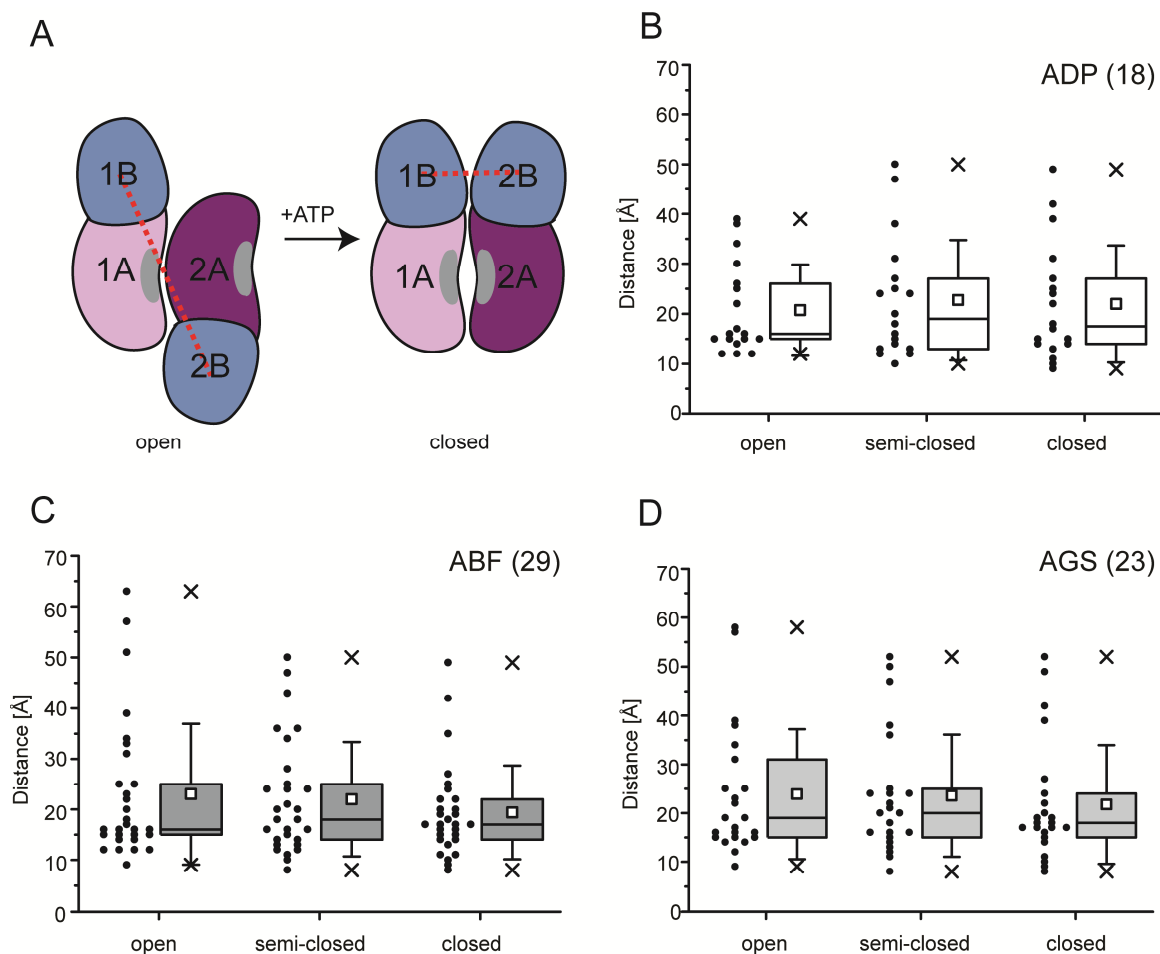 A
1B
1A
2A
2B
open
+ATP
1B
2B
1A
2A
closed
B
ADP (18)
Distance [Å]
70
60
50
40
30
20
10
0
open semi-closed closed
C
ABF (29)
Distance [Å]
70
60
50
40
30
20
10
0
open semi-closed closed
D
AGS (23)
Distance [Å]
70
60
50
40
30
20
10
0
open semi-closed closed